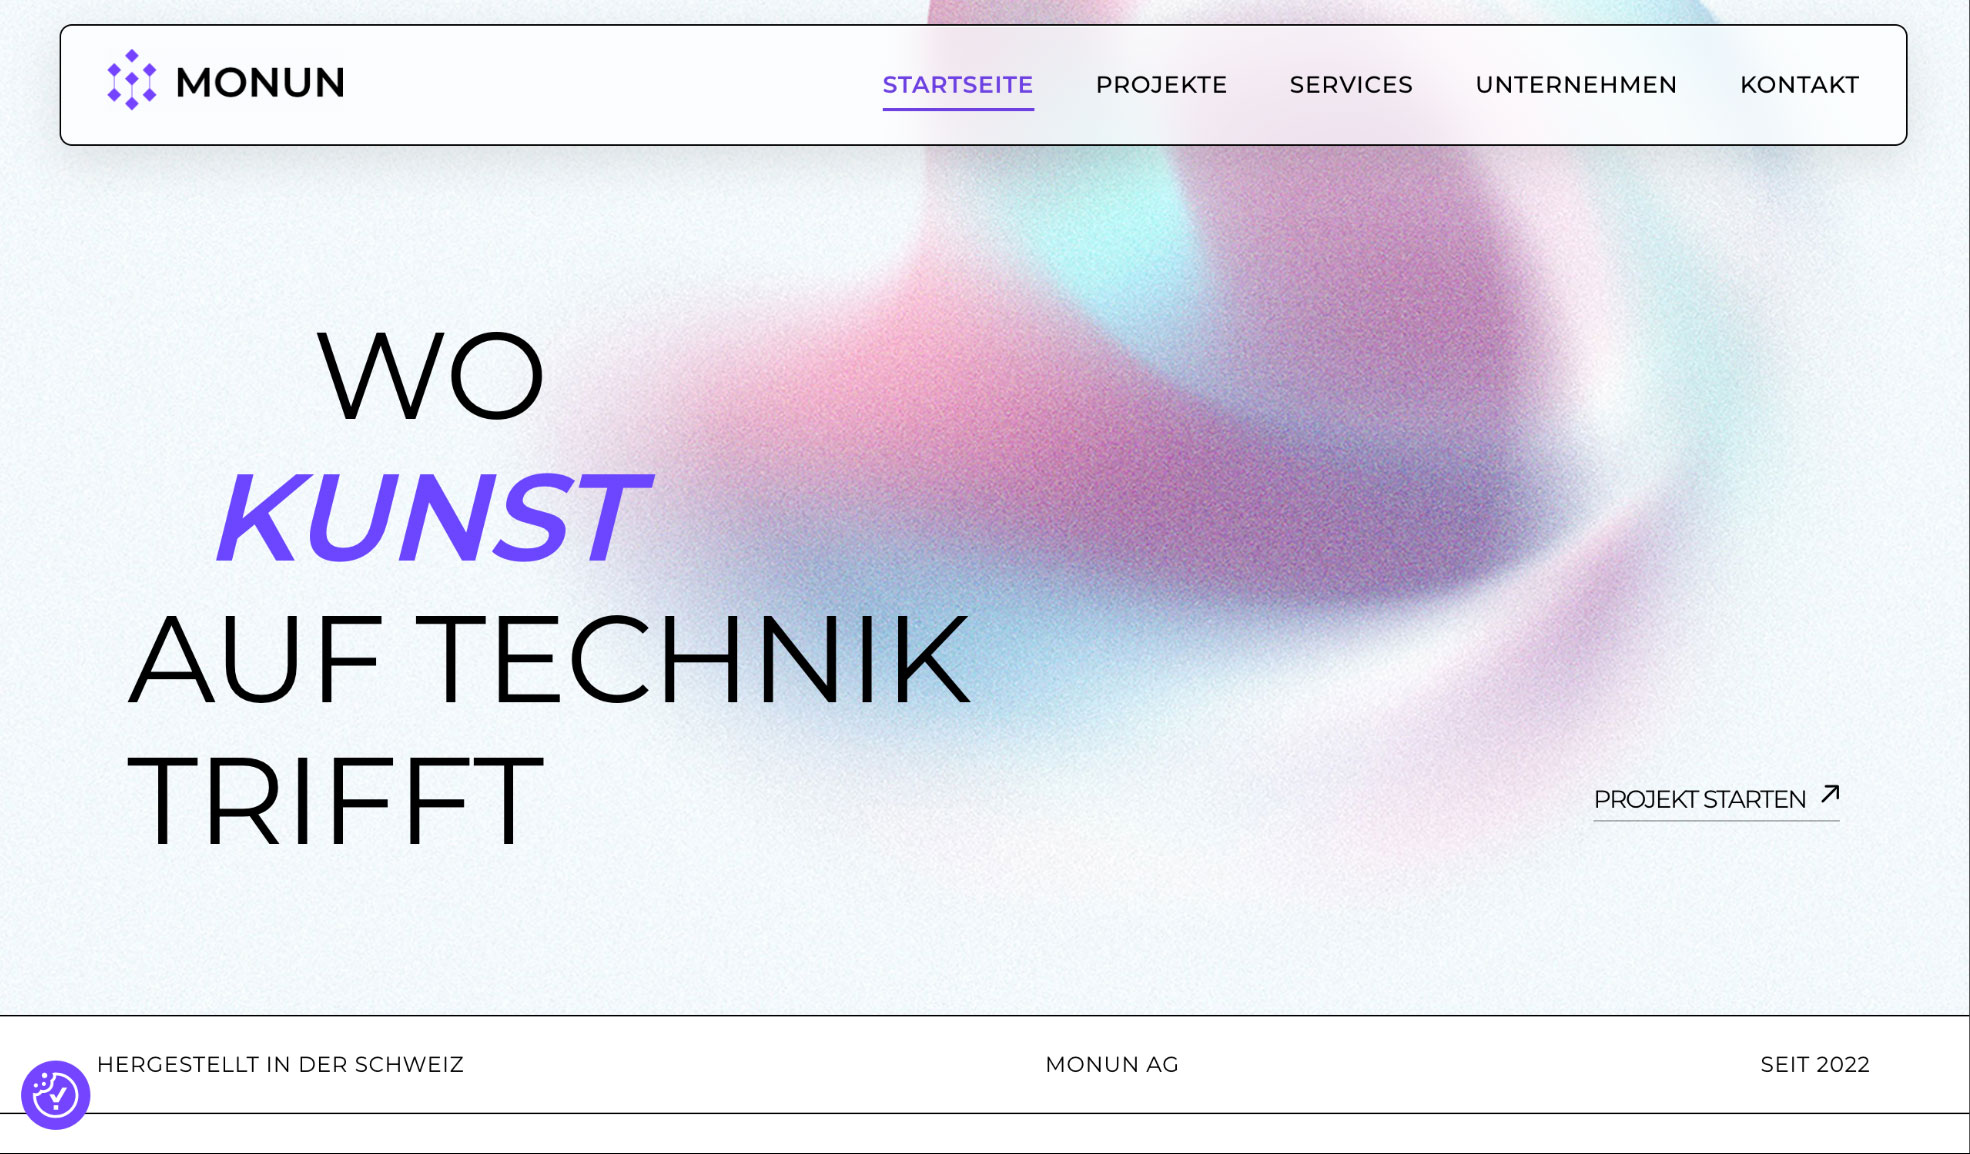 MONUN
STARTSEITE PROJEKTE SERVICES UNTERNEHMEN KONTAKT
WO
KUNST
AUF TECHNIK
TRIFFT
PROJEKT STARTEN
HERGESTELLT IN DER SCHWEIZ
MONUN AG
SEIT 2022